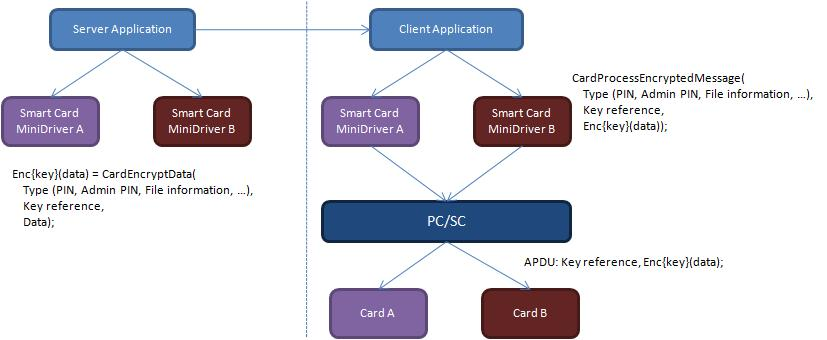 Server Application
Client Application
Smart Card
MiniDriver A
Smart Card
MiniDriver B
Smart Card
MiniDriver A
Smart Card
MiniDriver B
CardProcessEncryptedMessage(
Type (PIN, Admin PIN, File information, ...),
Key reference,
Enc{key}(data));
Enc{key}(data) = CardEncryptData(
Type (PIN, Admin PIN, File information, ...),
Key reference,
Data);
PC/SC
APDU: Key reference, Enc{key}(data);
Card A
Card B